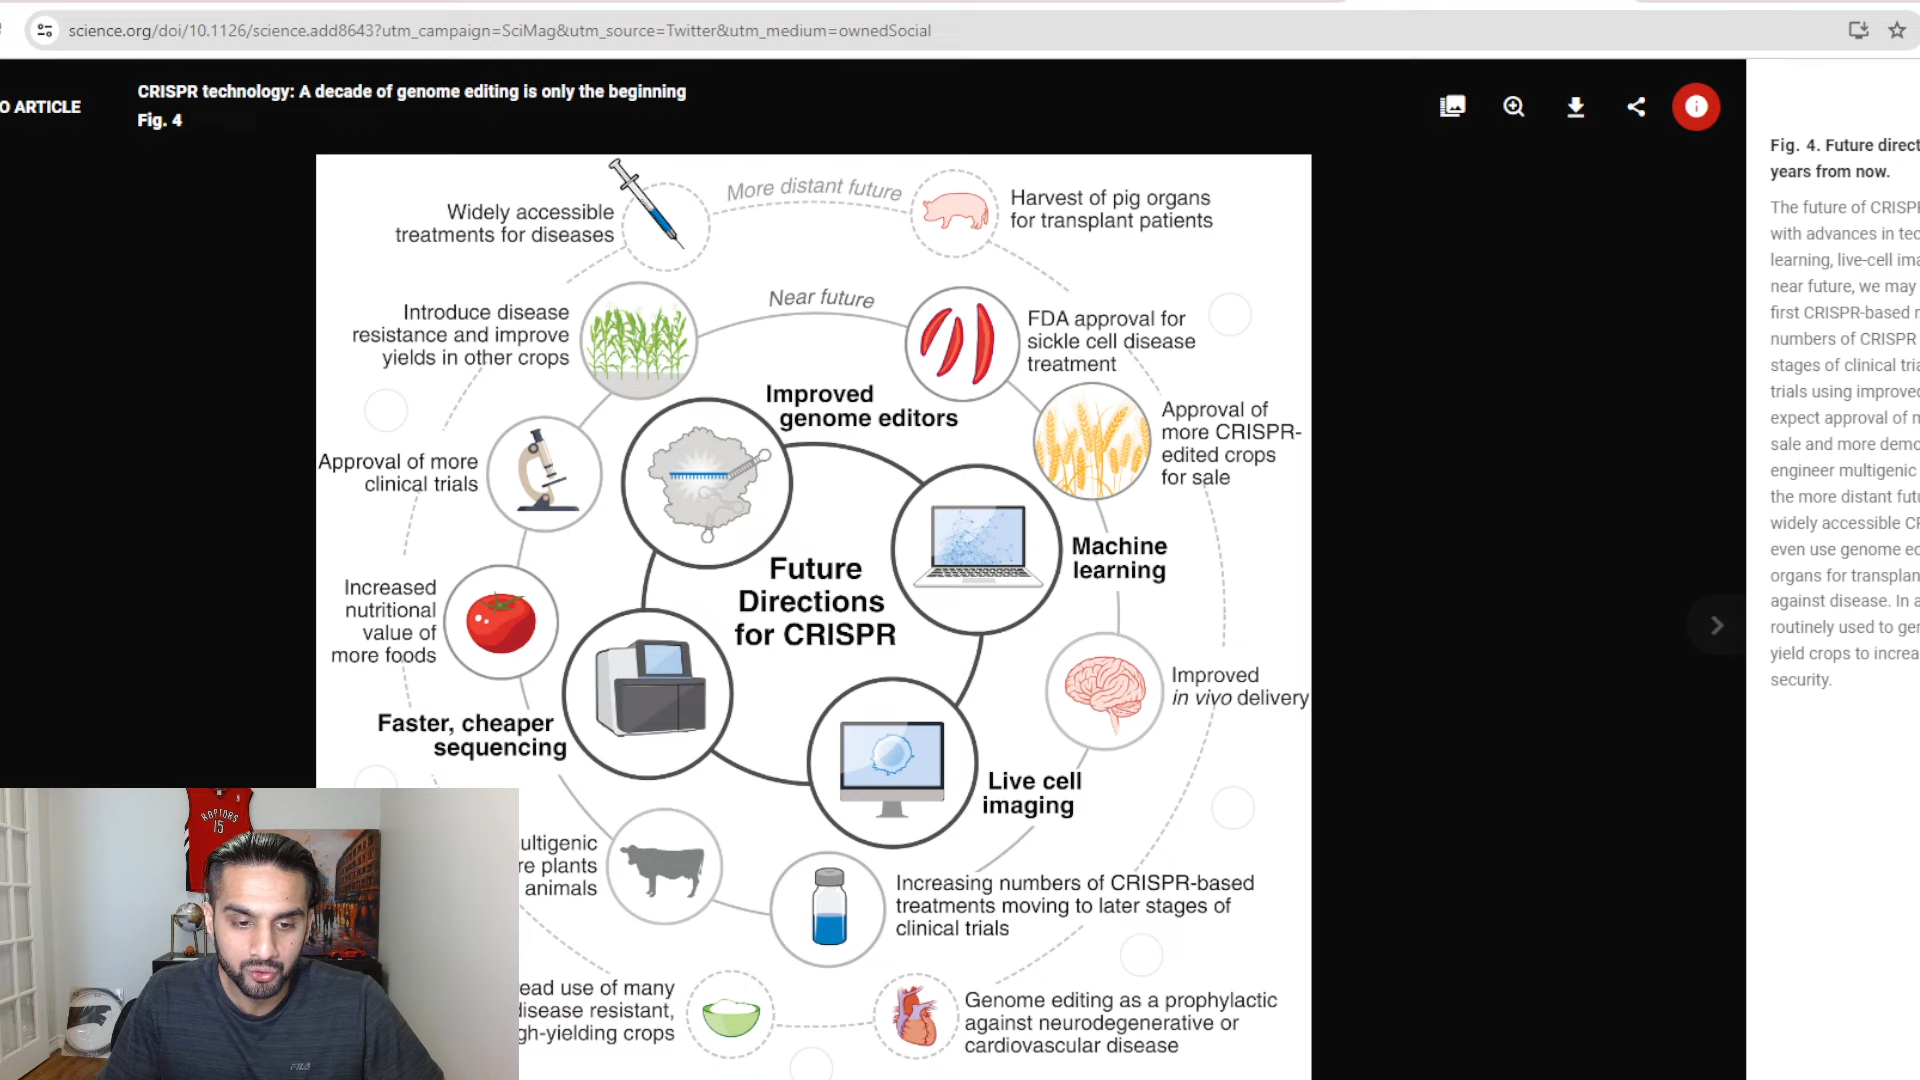 science.org/doi/10.1126/science.add8643?utm_campaign=SciMag&utm_source=Twitter&utm_medium=ownedSocial
O ARTICLE
CRISPR technology: A decade of genome editing is only the beginning
Fig. 4
More distant future
Widely accessible
treatments for diseases
Harvest of pig organs
for transplant patients
Near future
Introduce disease
resistance and improve
yields in other crops
FDA approval for
sickle cell disease
treatment
Improved
genome editors
Approval of
more CRISPR-
edited crops
for sale
Approval of more
clinical trials
Machine
learning
Future
Directions
for CRISPR
Increased
nutritional
value of
more foods
Improved
in vivo delivery
Faster, cheaper
sequencing
Live cell
imaging
ultigenic
re plants
animals
Increasing numbers of CRISPR-based
treatments moving to later stages of
clinical trials
ead use of many
disease resistant,
gh-yielding crops
Genome editing as a prophylactic
against neurodegenerative or
cardiovascular disease
Fig. 4. Future direct
years from now.
The future of CRISP
with advances in tec
learning, live-cell ima
near future, we may
first CRISPR-based
numbers of CRISPR
stages of clinical tria
trials using improved
expect approval of
sale and more demo
engineer multigenic
the more distant futu
widely accessible
even use genome ed
organs for transplan
against disease. In a
routinely used to ge
yield crops to increa
security.
RAPTORS
15
FILA